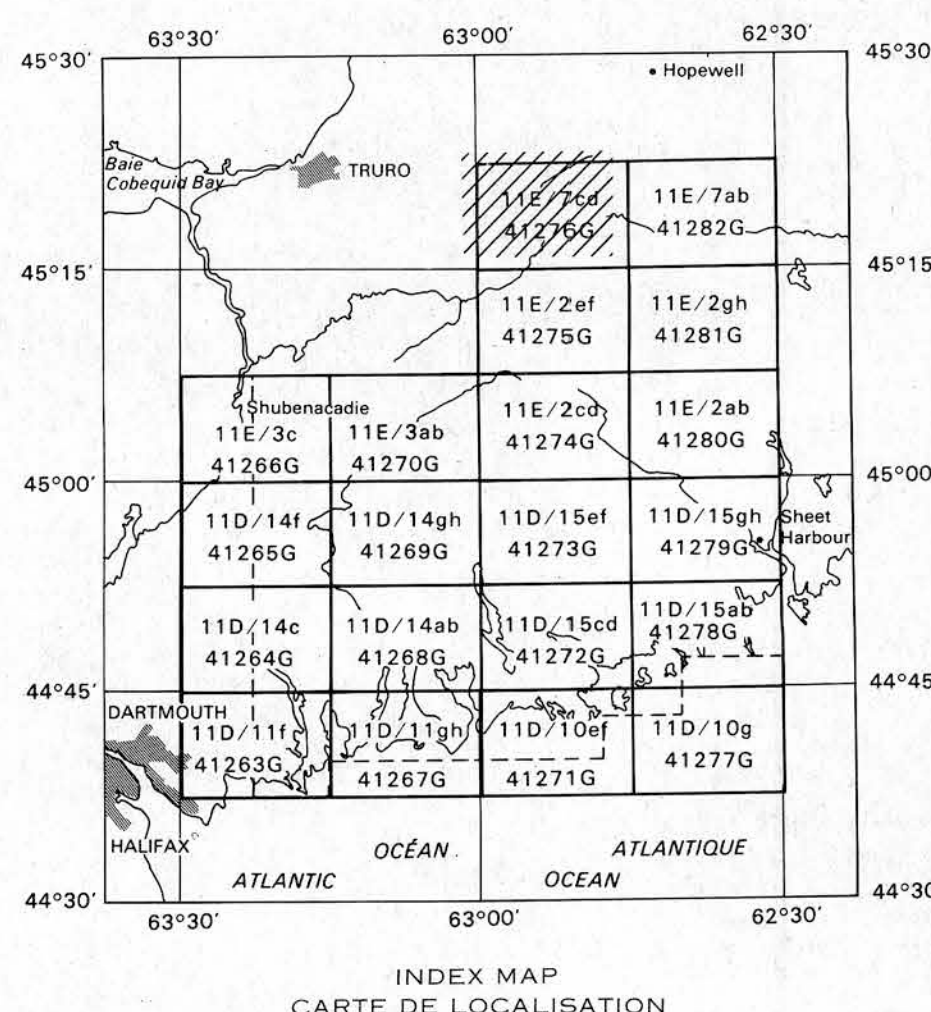 63°30' 63°00' 62°30'
45°30' 45°30
• Hopewell
Baie
Cobequid Bay
TRURO
11E/7cd 11E/7ab
41276G 41282G
45°15' 45°15
11E/2ef 11E/2gh
41275G 41281G
Shubenacadie
11E/3c 11E/3ab 11E/2cd 11E/2ab
41266G 41270G 41274G 41280G
45°00' 45°00
11D/14f 11D/14gh 11D/15ef 11D/15gh
41265G 41269G 41273G 41279G
Sheet
Harbour
11D/14c 11D/14ab 11D/15cd 11D/15ab
41264G 41268G 41272G 41278G
44°45' 44°45
DARTMOUTH
11D/11f 11D/11gh 11D/10ef 11D/10g
41263G 41267G 41271G 41277G
HALIFAX
OCÉAN ATLANTIQUE
ATLANTIC OCEAN
44°30' 44°30
63°30' 63°00' 62°30'
INDEX MAP
CARTE DE LOCALISATION